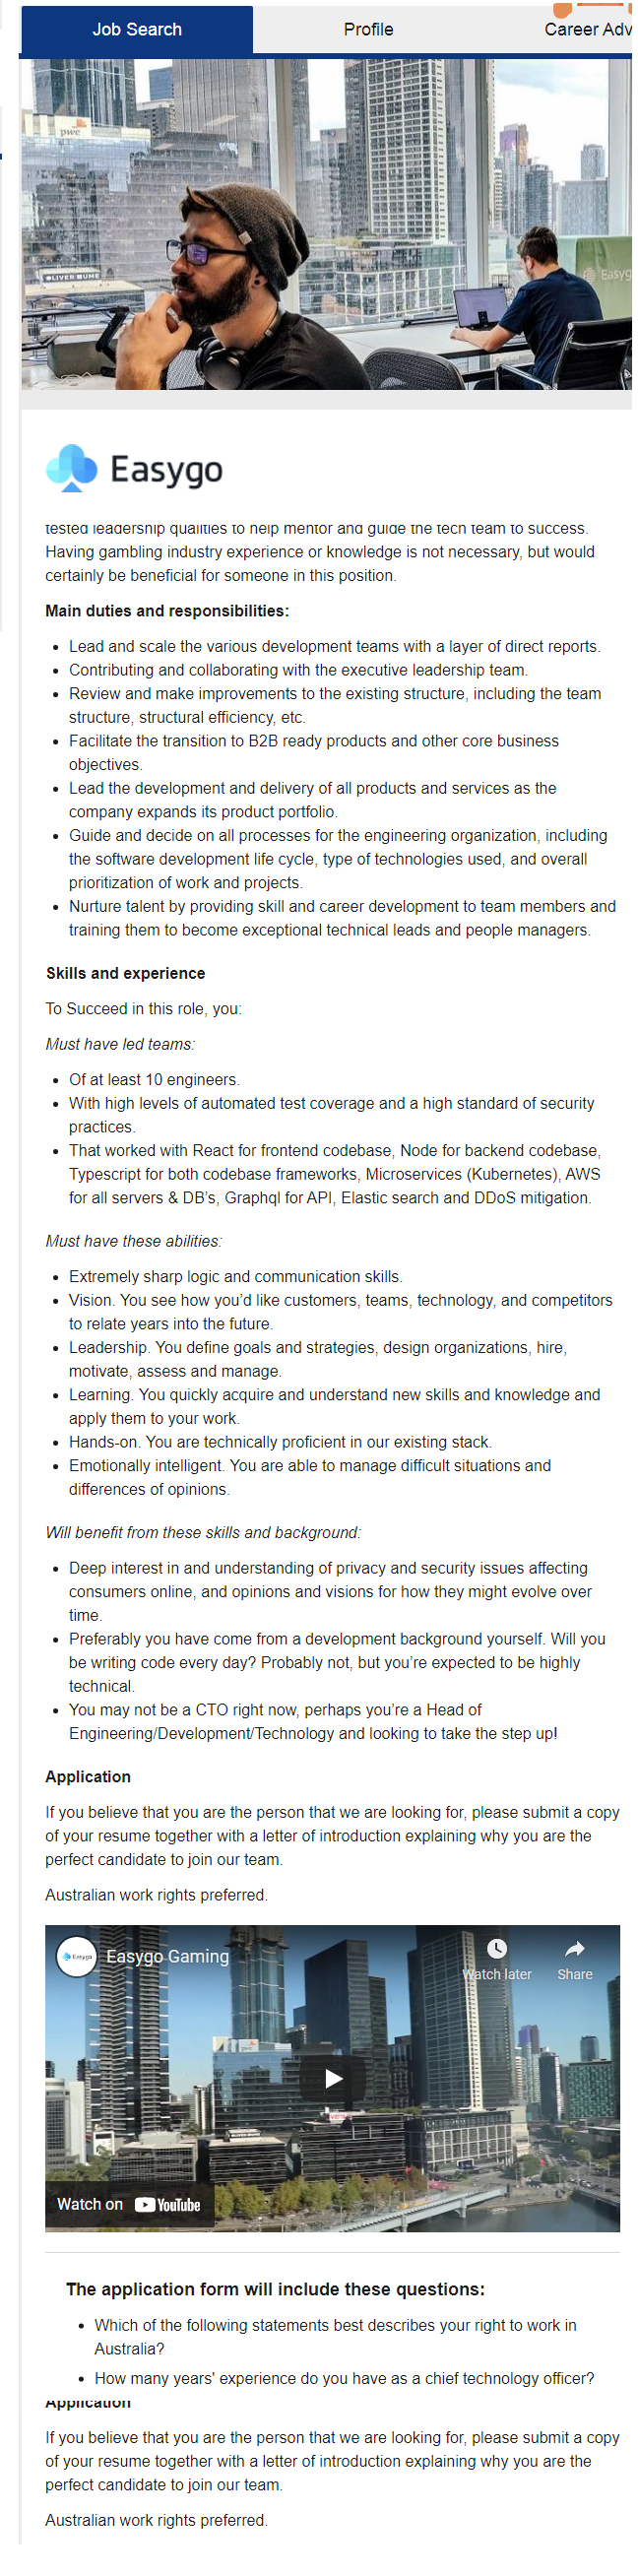 Job Search
Profile
Career Adv
pwc
OLIVER HUME
Easygo
Easygo
tested leadership qualities to help mentor and guide the tech team to success.
Having gambling industry experience or knowledge is not necessary, but would
certainly be beneficial for someone in this position.
Main duties and responsibilities:
• Lead and scale the various development teams with a layer of direct reports.
• Contributing and collaborating with the executive leadership team.
• Review and make improvements to the existing structure, including the team
structure, structural efficiency, etc.
• Facilitate the transition to B2B ready products and other core business
objectives.
• Lead the development and delivery of all products and services as the
company expands its product portfolio.
• Guide and decide on all processes for the engineering organization, including
the software development life cycle, type of technologies used, and overall
prioritization of work and projects.
• Nurture talent by providing skill and career development to team members and
training them to become exceptional technical leads and people managers.
Skills and experience
To Succeed in this role, you:
Must have led teams:
• Of at least 10 engineers.
• With high levels of automated test coverage and a high standard of security
practices.
• That worked with React for frontend codebase, Node for backend codebase,
Typescript for both codebase frameworks, Microservices (Kubernetes), AWS
for all servers & DB's, Graphql for API, Elastic search and DDoS mitigation.
Must have these abilities:
• Extremely sharp logic and communication skills.
• Vision. You see how you'd like customers, teams, technology, and competitors
to relate years into the future.
• Leadership. You define goals and strategies, design organizations, hire,
motivate, assess and manage.
• Learning. You quickly acquire and understand new skills and knowledge and
apply them to your work.
• Hands-on. You are technically proficient in our existing stack.
• Emotionally intelligent. You are able to manage difficult situations and
differences of opinions.
Will benefit from these skills and background:
• Deep interest in and understanding of privacy and security issues affecting
consumers online, and opinions and visions for how they might evolve over
time.
• Preferably you have come from a development background yourself. Will you
be writing code every day? Probably not, but you're expected to be highly
technical.
• You may not be a CTO right now, perhaps you're a Head of
Engineering/Development/Technology and looking to take the step up!
Application
If you believe that you are the person that we are looking for, please submit a copy
of your resume together with a letter of introduction explaining why you are the
perfect candidate to join our team.
Australian work rights preferred.
Easygo
Easygo Gaming
Watch later
Share
Watch on YouTube
The application form will include these questions:
• Which of the following statements best describes your right to work in
Australia?
• How many years' experience do you have as a chief technology officer?
Application
If you believe that you are the person that we are looking for, please submit a copy
of your resume together with a letter of introduction explaining why you are the
perfect candidate to join our team.
Australian work rights preferred.